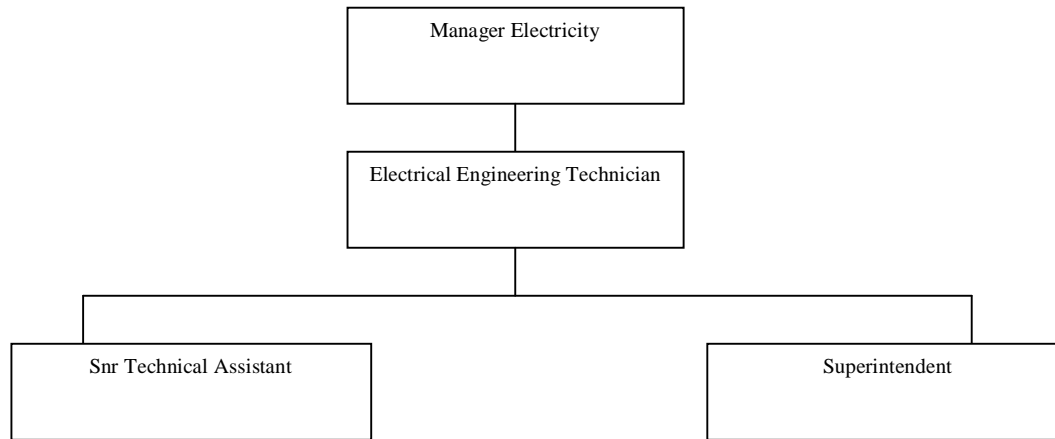 Manager Electricity
Electrical Engineering Technician
Snr Technical Assistant
Superintendent